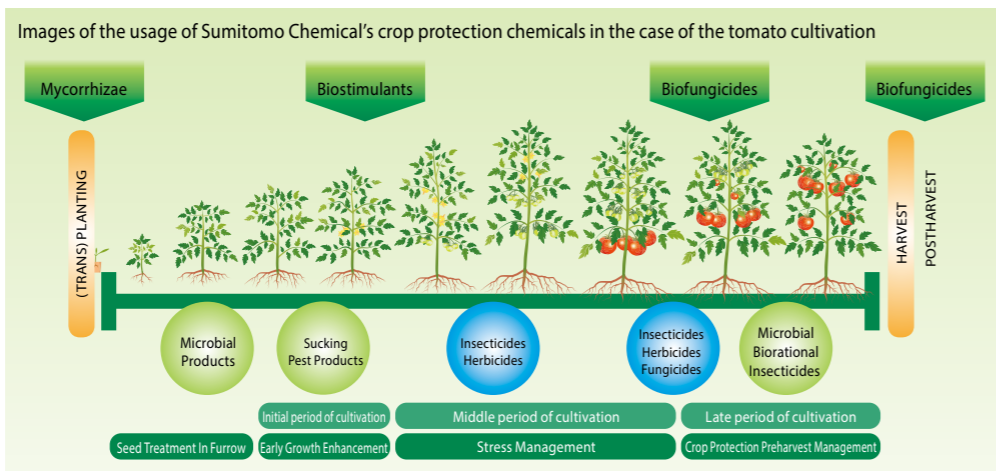 Images of the usage of Sumitomo Chemical's crop protection chemicals in the case of the tomato cultivation
Mycorrhizae
Biostimulants
Biofungicides
Biofungicides
(TRANS)PLANTING
HARVEST
POSTHARVEST
Microbial
Products
Sucking
Pest Products
Insecticides
Herbicides
Insecticides
Herbicides
Fungicides
Microbial
Biorational
Insecticides
Initial period of cultivation
Middle period of cultivation
Late period of cultivation
Seed Treatment In Furrow
Early Growth Enhancement
Stress Management
Crop Protection Preharvest Management